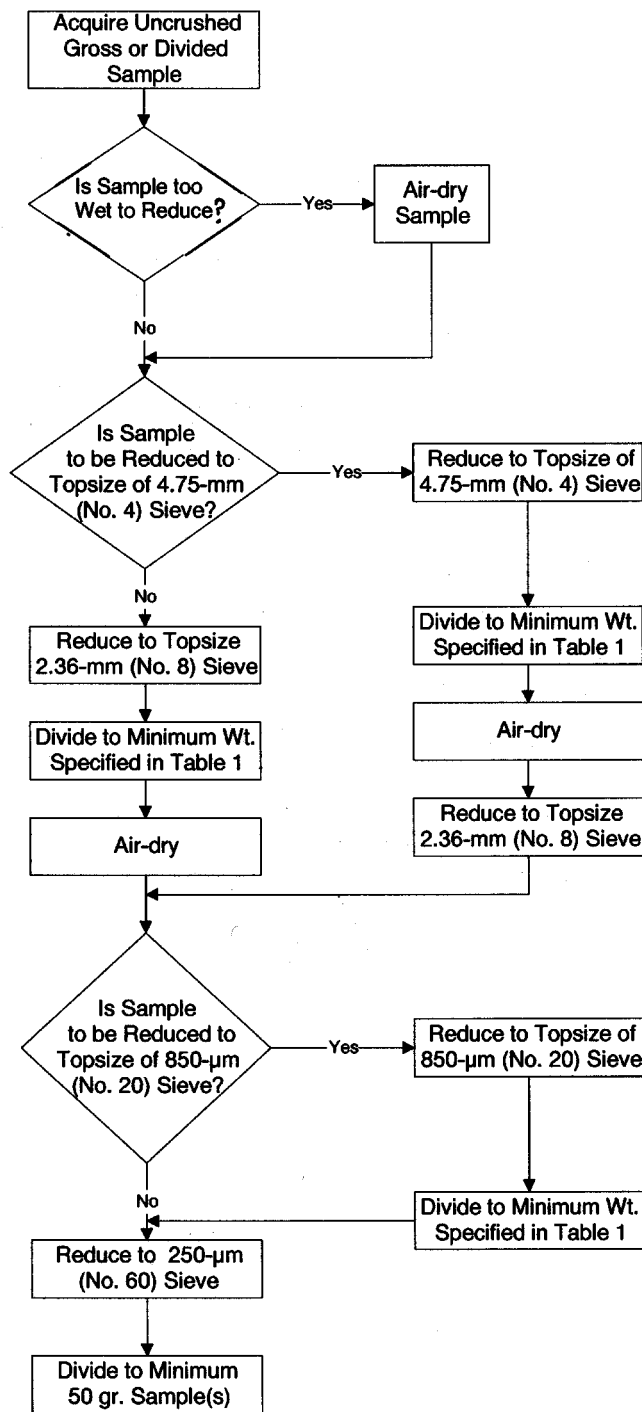 Acquire Uncrushed
Gross or Divided
Sample
Is Sample too
Wet to Reduce?
Yes
Air-dry
Sample
No
Is Sample
to be Reduced to
Topsize of 4.75-mm
(No. 4) Sieve?
Yes
Reduce to Topsize of
4.75-mm (No. 4) Sieve
No
Divide to Minimum Wt.
Specified in Table 1
Reduce to Topsize
2.36-mm (No. 8) Sieve
Air-dry
Divide to Minimum Wt.
Specified in Table 1
Reduce to Topsize
2.36-mm (No. 8) Sieve
Air-dry
Is Sample
to be Reduced to
Topsize of 850-µm
(No. 20) Sieve?
Yes
Reduce to Topsize of
850-µm (No. 20) Sieve
No
Divide to Minimum Wt.
Specified in Table 1
Reduce to 250-µm
(No. 60) Sieve
Divide to Minimum
50 gr. Sample(s)